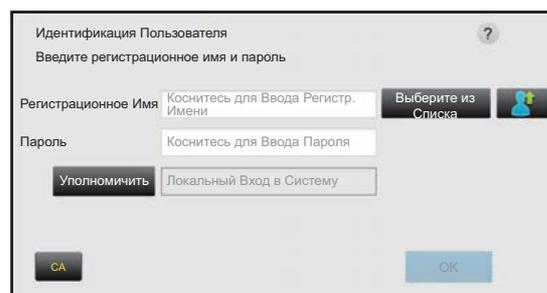 Идентификация Пользователя
?
Введите регистрационное имя и пароль
Регистрационное Имя
Коснитесь для Ввода Регистр.
Имени
Выберите из
Списка
Пароль
Коснитесь для Ввода Пароля
Уполномичить
Локальный Вход в Систему
CA
OK